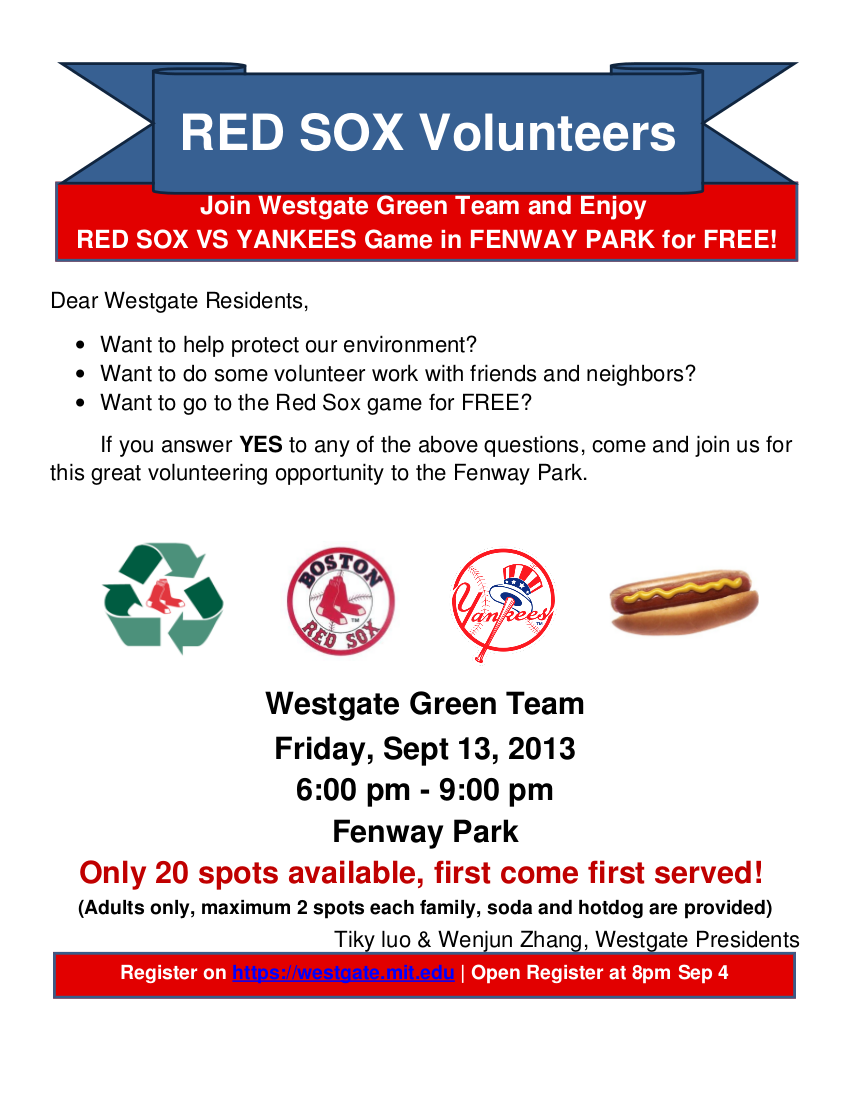 RED SOX Volunteers
Join Westgate Green Team and Enjoy
RED SOX VS YANKEES Game in FENWAY PARK for FREE!
Dear Westgate Residents,
• Want to help protect our environment?
• Want to do some volunteer work with friends and neighbors?
• Want to go to the Red Sox game for FREE?
If you answer YES to any of the above questions, come and join us for
this great volunteering opportunity to the Fenway Park.
BOSTON
RED SOX
TM
Yankees
TM
Westgate Green Team
Friday, Sept 13, 2013
6:00 pm - 9:00 pm
Fenway Park
Only 20 spots available, first come first served!
(Adults only, maximum 2 spots each family, soda and hotdog are provided)
Tiky luo & Wenjun Zhang, Westgate Presidents
Register on https://westgate.mit.edu | Open Register at 8pm Sep 4